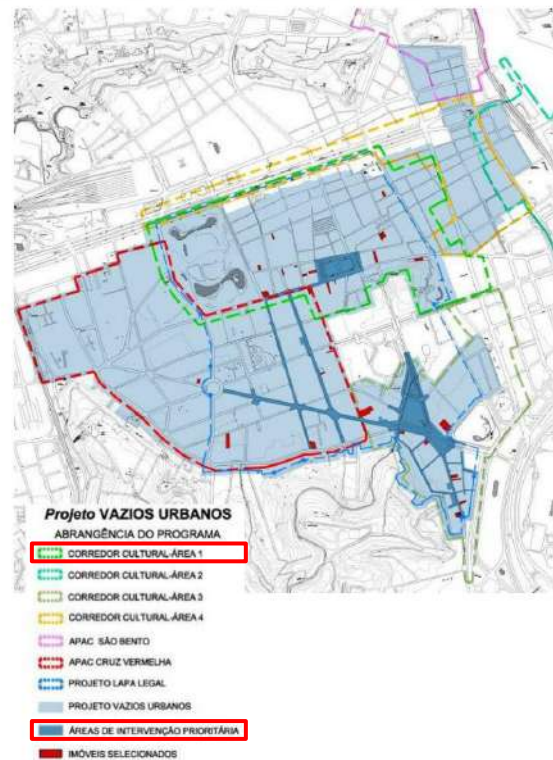 Projeto VAZIOS URBANOS
ABRANGÊNCIA DO PROGRAMA
CORREDOR CULTURAL-ÁREA 1
CORREDOR CULTURAL-ÁREA 2
CORREDOR CULTURAL-ÁREA 3
CORREDOR CULTURAL-ÁREA 4
APAC SÃO BENTO
APAC CRUZ VERMELHA
PROJETO LAPA LEGAL
PROJETO VAZIOS URBANOS
ÁREAS DE INTERVENÇÃO PRIORITÁRIA
IMÓVEIS SELECIONADOS